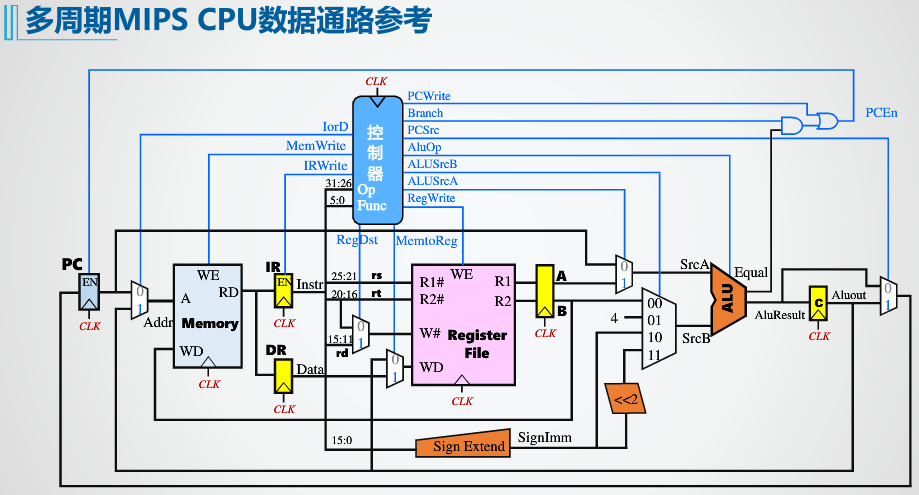 多周期MIPS CPU数据通路参考
CLK
PCWrite
Branch
PCEn
IorD
控制器
PCSrc
MemWrite
AluOp
IRWrite
ALUSrcB
31:26
Op
ALUSrcA
5:0
Func
RegWrite
RegDst
MemtoReg
PC
EN
CLK
0
1
Addr
WE
A
RD
Memory
WD
CLK
IR
EN
Instr
CLK
DR
Data
CLK
25:21
rs
20:16
rt
15:11
rd
0
1
0
1
WE
R1#
R1
R2#
R2
W#
Register
File
WD
CLK
A
B
CLK
0
1
SrcA
4
00
01
10
11
SrcB
<<2
ALU
Equal
AluResult
C
CLK
Aluout
0
1
15:0
Sign Extend
SignImm